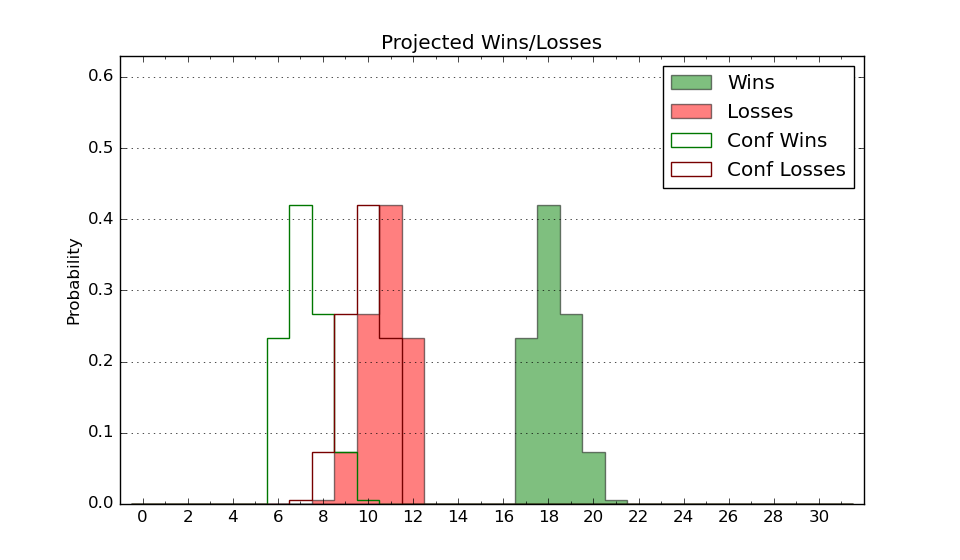 Projected Wins/Losses
0.6
0.5
0.4
0.3
0.2
0.1
0.0
Probability
Wins
Losses
Conf Wins
Conf Losses
0 2 4 6 8 10 12 14 16 18 20 22 24 26 28 30